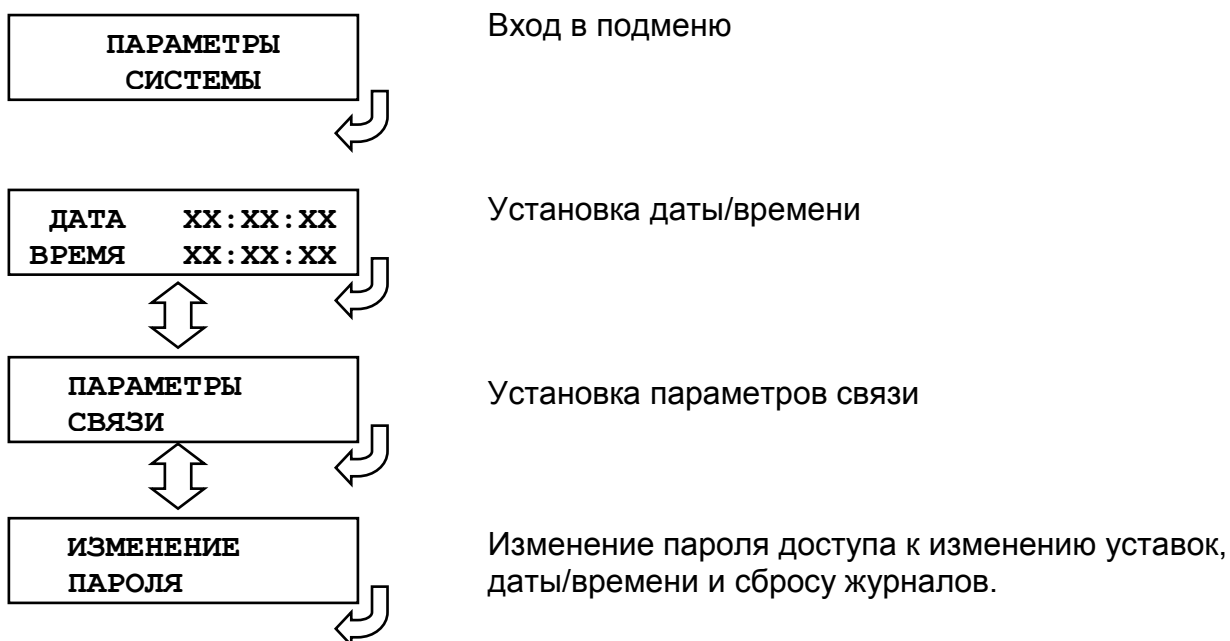 ПАРАМЕТРЫ
СИСТЕМЫ
Вход в подменю
ДАТА XX:XX:XX
ВРЕМЯ XX:XX:XX
Установка даты/времени
ПАРАМЕТРЫ
СВЯЗИ
Установка параметров связи
ИЗМЕНЕНИЕ
ПАРОЛЯ
Изменение пароля доступа к изменению уставок,
даты/времени и сбросу журналов.